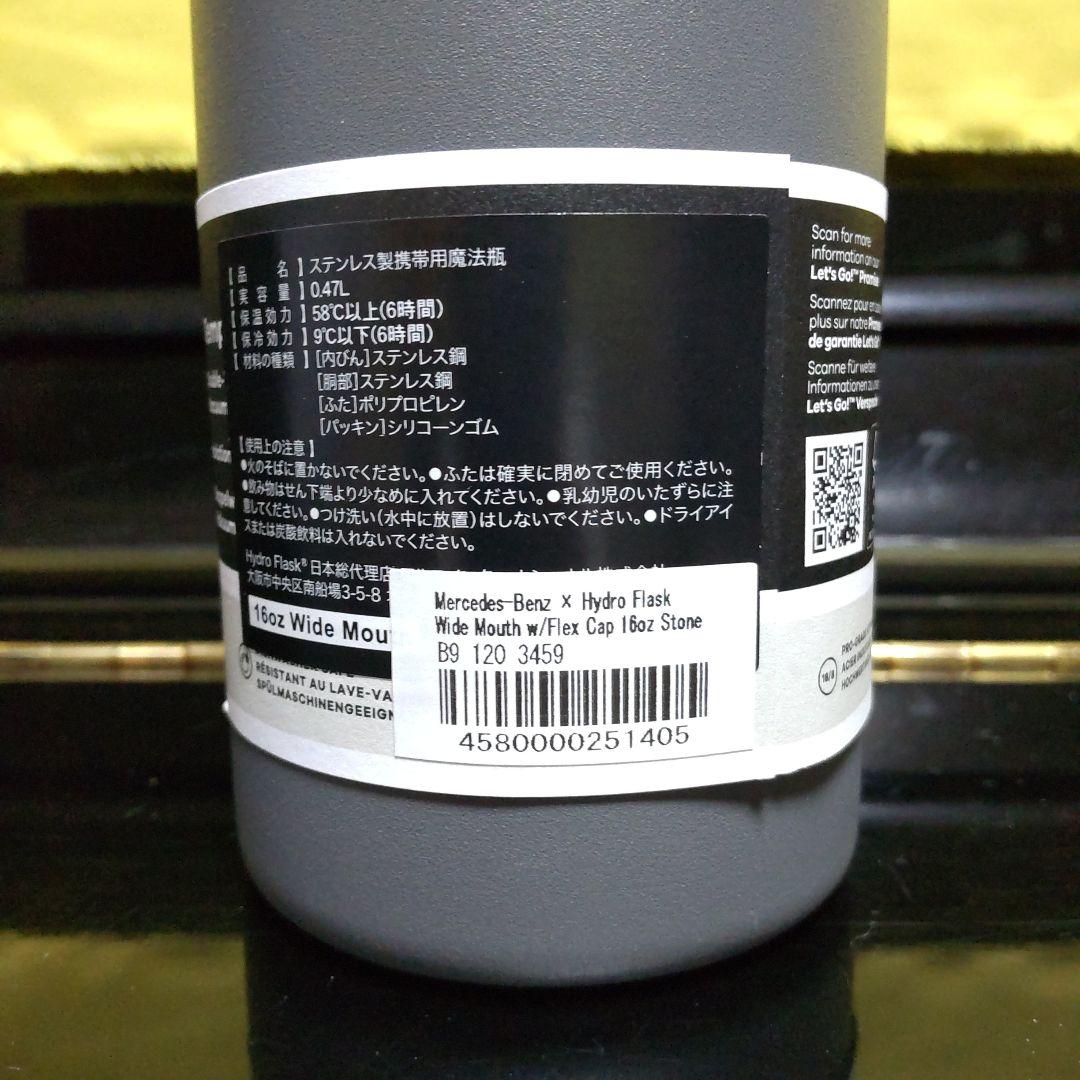 【 品　名 】ステンレス製携帯用魔法瓶
【 実 容 量 】0.47L
【 保温効力 】58℃以上(6時間)
【 保冷効力 】9℃以下(6時間)
【 材料の種類 】[内びん]ステンレス鋼
[胴部]ステンレス鋼
[ふた]ポリプロピレン
[パッキン]シリコーンゴム
【 使用上の注意 】
●火のそばに置かないでください。●ふたは確実に閉めてご使用ください。
●飲み物はせん下端より少なめに入れてください。●乳幼児のいたずらに注
意してください。●つけ洗い(水中に放置)はしないでください。●ドライアイ
スまたは炭酸飲料は入れないでください。
Hydro Flask® 日本総代理店
大阪市中央区南船場3-5-8
16oz Wide Mou
RÉSISTANT AU LAVE-VA
SPÜLMASCHINENGEEIGN
Mercedes-Benz × Hydro Flask
Wide Mouth w/Flex Cap 16oz Stone
B9 120 3459
4580000251405
Scan for more
information on our
Let's Go!™ Promise
Scannez pour en
plus sur notre
de garantie Let's
Scanne für weitere
Informationen zu
Let's Go!™
18/8
PRO-GRADE
ACIER